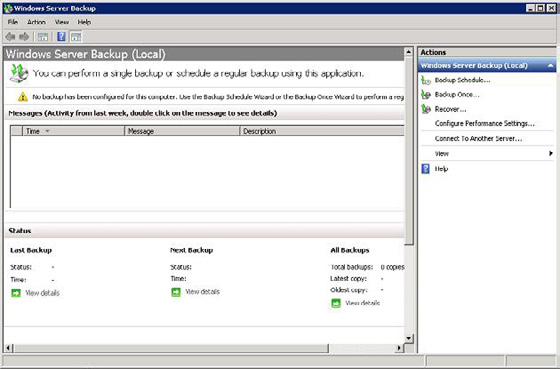 Windows Server Backup
File Action View Help
Windows Server Backup (Local)
You can perform a single backup or schedule a regular backup using this application.
No backup has been configured for this computer. Use the Backup Schedule Wizard or the Backup Once Wizard to perform a reg
Messages (Activity from last week, double click on the message to see details)
Time Message Description
Status
Last Backup
Status: -
Time: -
View details
Next Backup
Status: -
Time: -
View details
All Backups
Total backups: 0 copies
Latest copy: -
Oldest copy: -
View details
Actions
Windows Server Backup (Local)
Backup Schedule...
Backup Once...
Recover...
Configure Performance Settings...
Connect To Another Server...
View
Help